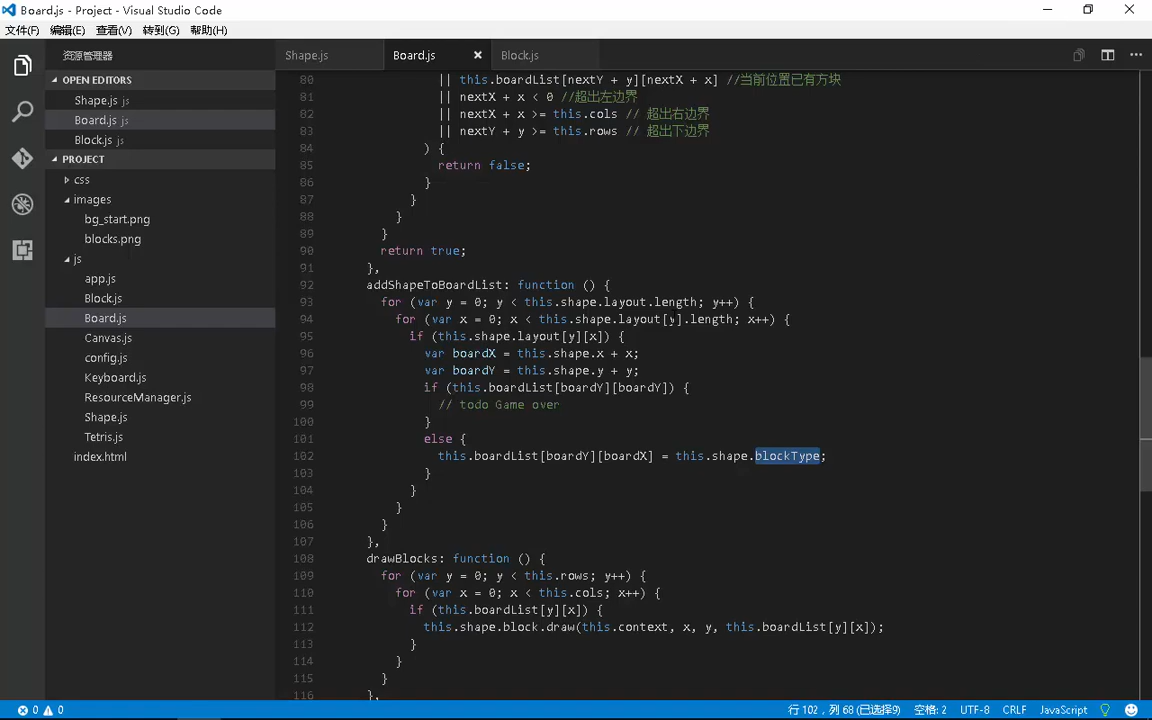 Board.js - Project - Visual Studio Code
文件(F) 编辑(E) 查看(V) 转到(G) 帮助(H)
资源管理器
Shape.js Board.js Block.js
OPEN EDITORS
Shape.js js
Board.js js
Block.js js
PROJECT
css
images
bg_start.png
blocks.png
js
app.js
Block.js
Board.js
Canvas.js
config.js
Keyboard.js
ResourceManager.js
Shape.js
Tetris.js
index.html
80 || this.boardList[nextY + y][nextX + x] //当前位置已有方块
81 || nextX + x < 0 //超出左边界
82 || nextX + x >= this.cols // 超出右边界
83 || nextY + y >= this.rows // 超出下边界
84 ) {
85 return false;
86 }
87 }
88 }
89 }
90 return true;
91 },
92 addShapeToBoardList: function () {
93 for (var y = 0; y < this.shape.layout.length; y++) {
94 for (var x = 0; x < this.shape.layout[y].length; x++) {
95 if (this.shape.layout[y][x]) {
96 var boardX = this.shape.x + x;
97 var boardY = this.shape.y + y;
98 if (this.boardList[boardY][boardY]) {
99 // todo Game over
100 }
101 else {
102 this.boardList[boardY][boardX] = this.shape.blockType;
103 }
104 }
105 }
106 }
107 },
108 drawBlocks: function () {
109 for (var y = 0; y < this.rows; y++) {
110 for (var x = 0; x < this.cols; x++) {
111 if (this.boardList[y][x]) {
112 this.shape.block.draw(this.context, x, y, this.boardList[y][x]);
113 }
114 }
115 }
116 },
0 0 行 102，列 68 (已选择9) 空格: 2 UTF-8 CRLF JavaScript